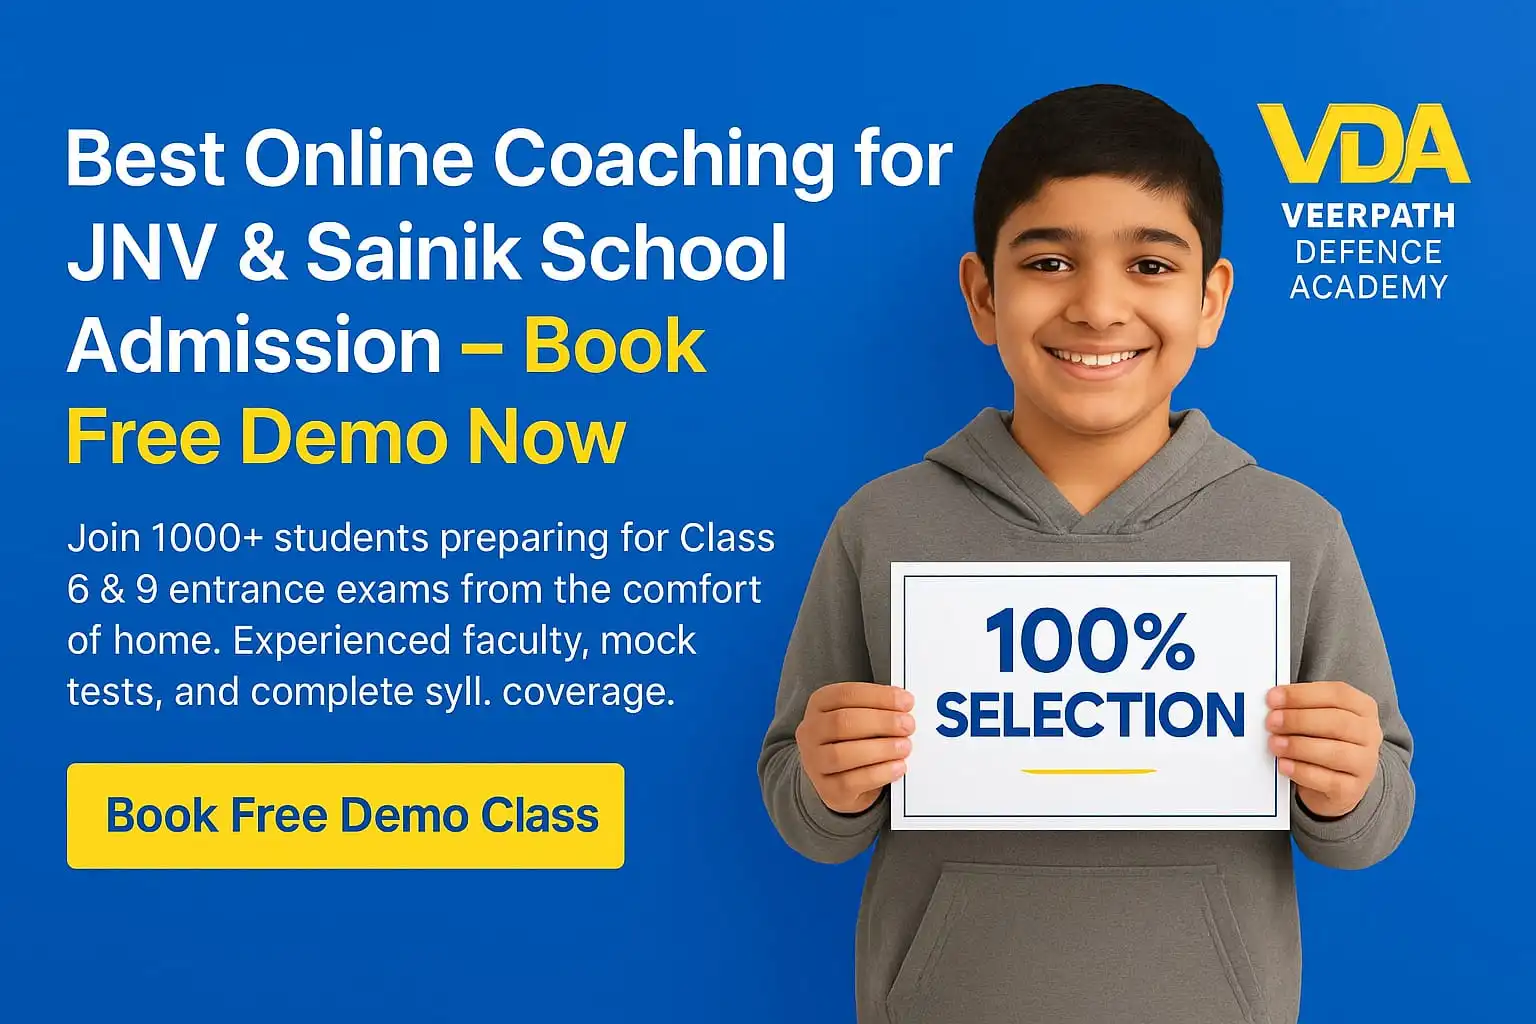 Best Online Coaching for
JNV & Sainik School
Admission – Book
Free Demo Now
Join 1000+ students preparing for Class
6 & 9 entrance exams from the comfort
of home. Experienced faculty, mock
tests, and complete syll. coverage.
Book Free Demo Class
VDA
VEERPATH
DEFENCE
ACADEMY
100%
SELECTION